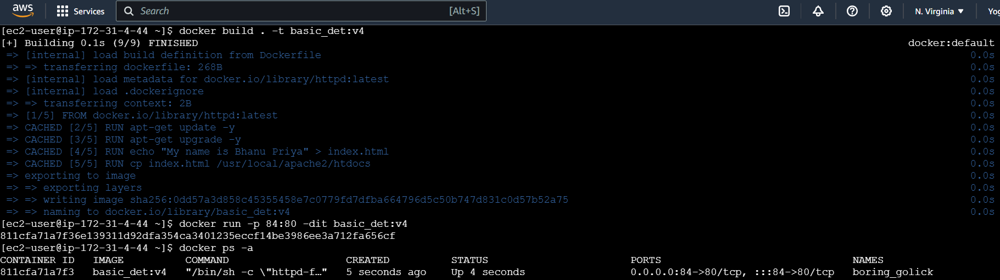 aws Services Search [Alt+S] N. Virginia Yog
[ec2-user@ip-172-31-4-44 ~]$ docker build . -t basic_det:v4
[+] Building 0.1s (9/9) FINISHED docker:default
=> [internal] load build definition from Dockerfile 0.0s
=> => transferring dockerfile: 268B 0.0s
=> [internal] load metadata for docker.io/library/httpd:latest 0.0s
=> [internal] load .dockerignore 0.0s
=> => transferring context: 2B 0.0s
=> [1/5] FROM docker.io/library/httpd:latest 0.0s
=> CACHED [2/5] RUN apt-get update -y 0.0s
=> CACHED [3/5] RUN apt-get upgrade -y 0.0s
=> CACHED [4/5] RUN echo "My name is Bhanu Priya" > index.html 0.0s
=> CACHED [5/5] RUN cp index.html /usr/local/apache2/htdocs 0.0s
=> exporting to image 0.0s
=> => exporting layers 0.0s
=> => writing image sha256:0dd57a3d858c45355458e7c0779fd7dfba664796d5c50b747d831c0d57b52a75 0.0s
=> => naming to docker.io/library/basic_det:v4 0.0s
[ec2-user@ip-172-31-4-44 ~]$ docker run -p 84:80 -dit basic_det:v4
811cfa71a7f36e139311d92dfa354ca3401235eccf14be3986ee3a712fa656cf
[ec2-user@ip-172-31-4-44 ~]$ docker ps -a
CONTAINER ID IMAGE COMMAND CREATED STATUS PORTS NAMES
811cfa71a7f3 basic_det:v4 "/bin/sh -c \"httpd-f…" 5 seconds ago Up 4 seconds 0.0.0.0:84->80/tcp, :::84->80/tcp boring_golick